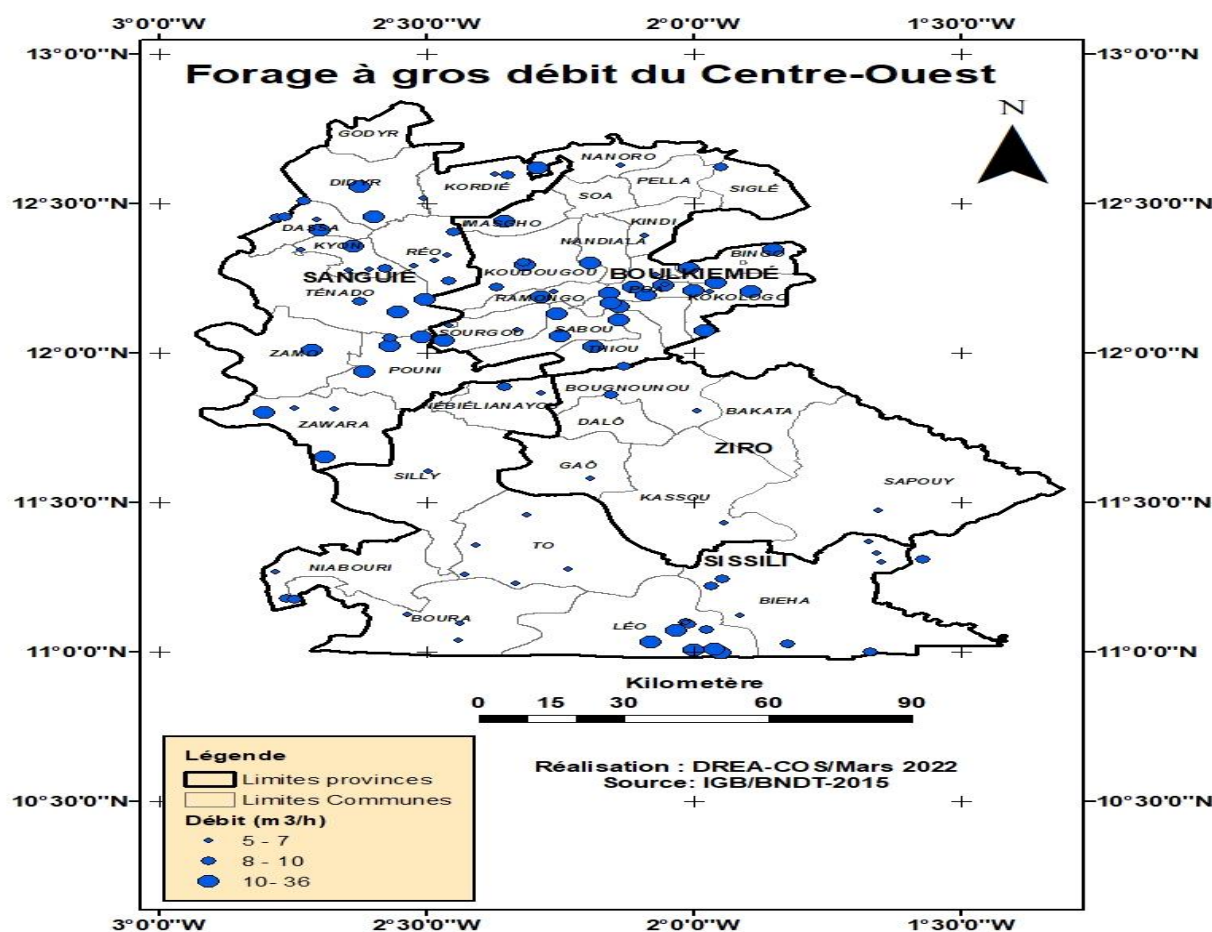 3°0'0"W 2°30'0"W 2°0'0"W 1°30'0"W
13°0'0"N 13°0'0"N
Forage à gros débit du Centre-Ouest
N
GODYR
NANORO
DIDYR
KORDIÉ
PELLA
SIGLÉ
SOA
12°30'0"N 12°30'0"N
IMASGHO
KINDI
DASSA
NANDIALA
KYON
RÉO
BINGO
KOUDOUGOU
BOULKIEMDÉ
SANGUIÉ
TÉNADO
RAMONGO
POA
KOKOLOGO
SOURGOU
SABOU
12°0'0"N 12°0'0"N
ZAMO
THIOU
POUNI
BOUGNOUNOU
NÉBIÉLIANAYOU
BAKATA
ZAWARA
DALÔ
ZIRO
SILLY
GAÔ
SAPOUY
KASSOU
11°30'0"N 11°30'0"N
TO
SISSILI
NIABOURI
BIEHA
BOURA
LÉO
11°0'0"N 11°0'0"N
Kilometère
0 15 30 60 90
Légende
Limites provinces
Limites Communes
Débit (m3/h)
5 - 7
8 - 10
10- 36
Réalisation : DREA-COS/Mars 2022
Source: IGB/BNDT-2015
10°30'0"N 10°30'0"N
3°0'0"W 2°30'0"W 2°0'0"W 1°30'0"W